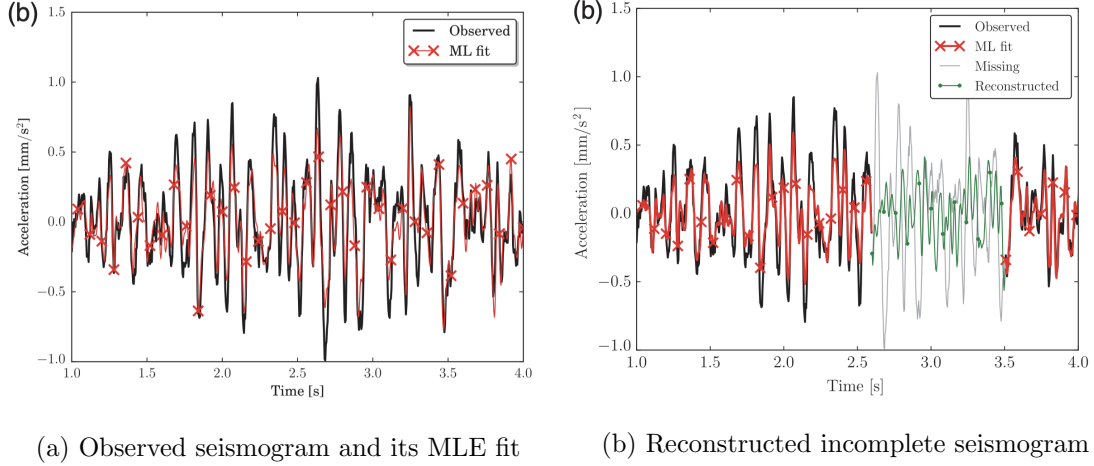 (b)
1.5
1.0
0.5
0.0
−0.5
−1.0
Acceleration [mm/s²]
Observed
ML fit
1.0 1.5 2.0 2.5 3.0 3.5 4.0
Time [s]
(a) Observed seismogram and its MLE fit
(b)
1.5
1.0
0.5
0.0
−0.5
−1.0
Acceleration [mm/s²]
Observed
ML fit
Missing
Reconstructed
1.0 1.5 2.0 2.5 3.0 3.5 4.0
Time [s]
(b) Reconstructed incomplete seismogram